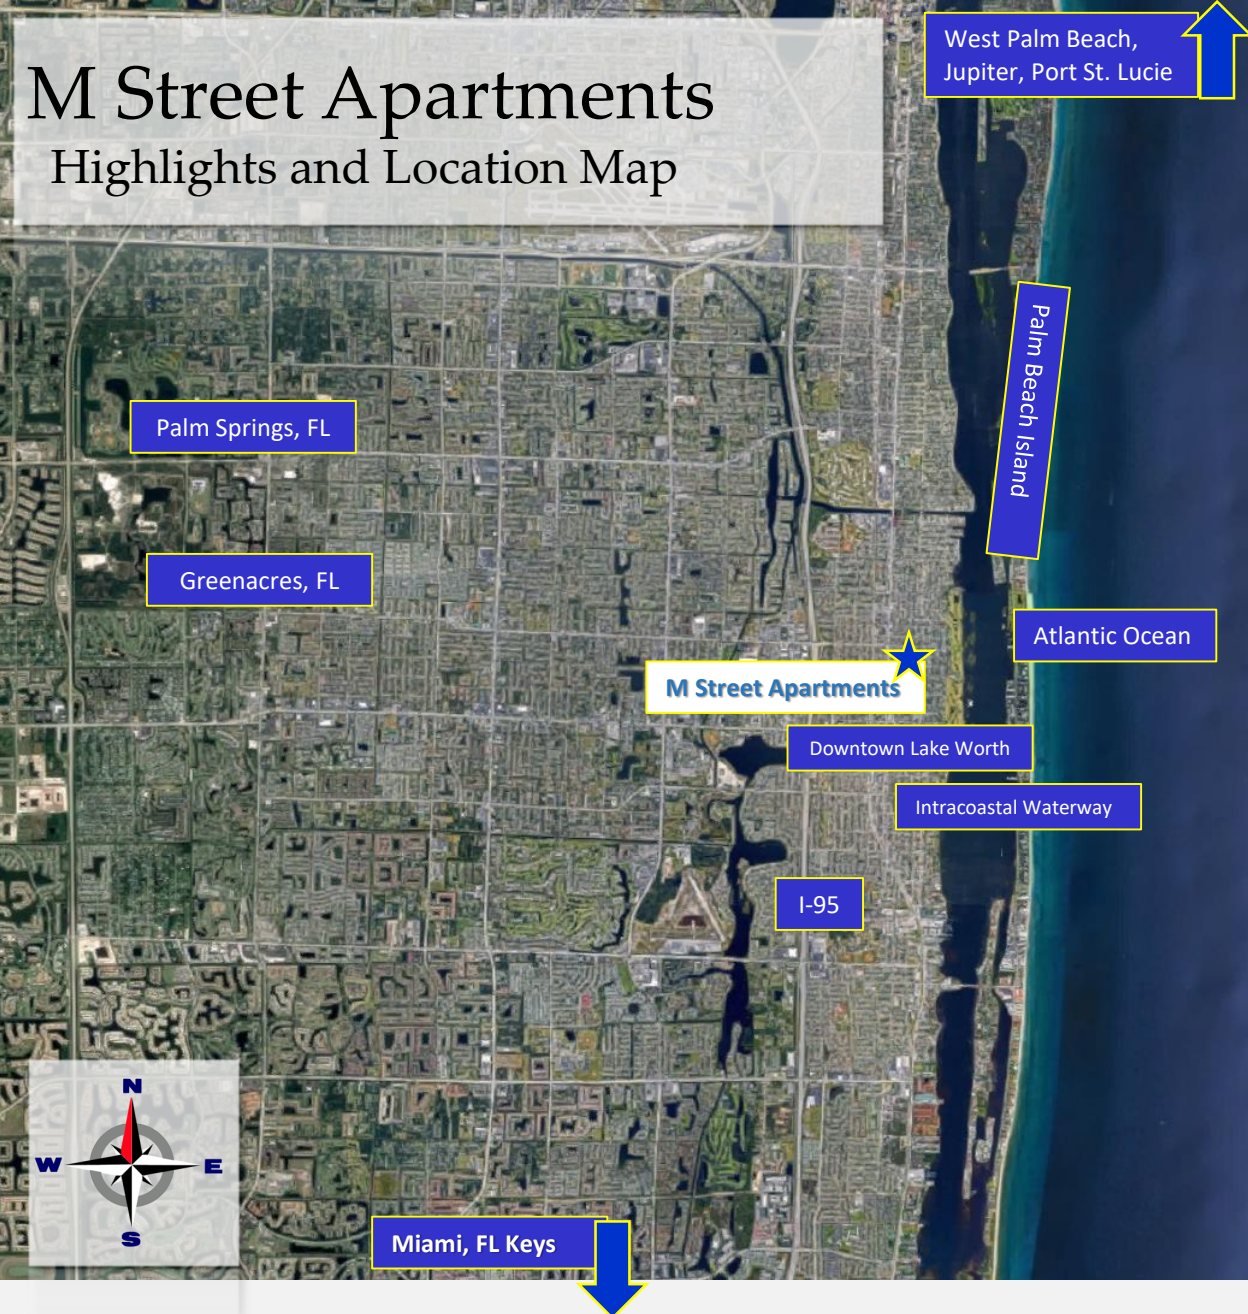 M Street Apartments
Highlights and Location Map
West Palm Beach,
Jupiter, Port St. Lucie
Palm Beach Island
Palm Springs, FL
Greenacres, FL
Atlantic Ocean
M Street Apartments
Downtown Lake Worth
Intracoastal Waterway
I-95
N
W
E
S
Miami, FL Keys